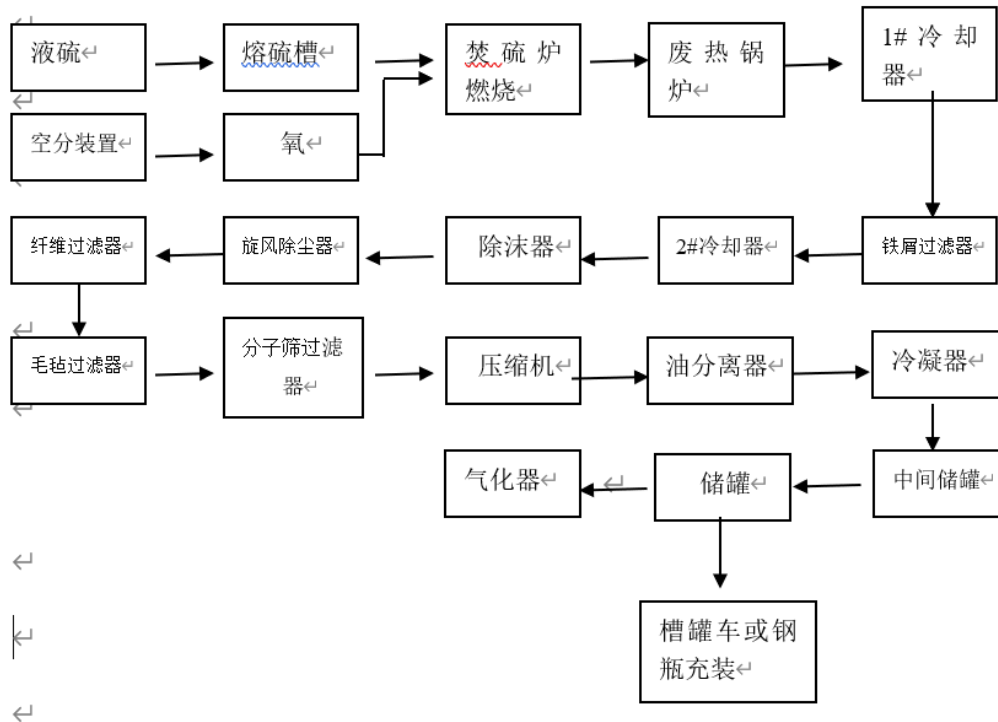 液硫
熔硫槽
焚硫炉
燃烧
废热锅
炉
1#冷却
器
空分装置
氧
纤维过滤器
旋风除尘器
除沫器
2#冷却器
铁屑过滤器
毛毡过滤器
分子筛过滤
器
压缩机
油分离器
冷凝器
气化器
储罐
中间储罐
槽罐车或钢
瓶充装